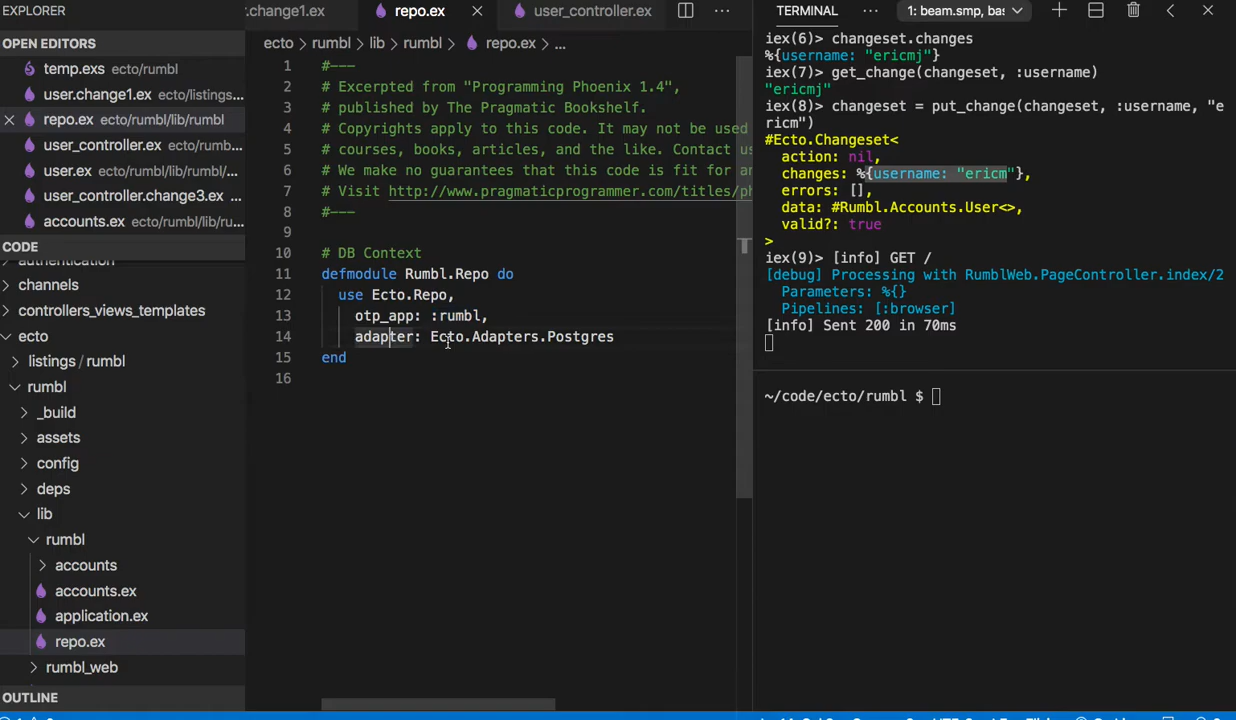 EXPLORER
OPEN EDITORS
temp.exs ecto/rumbl
user.change1.ex ecto/listings...
repo.ex ecto/rumbl/lib/rumbl
user_controller.ex ecto/rumb...
user.ex ecto/rumbl/lib/rumbl/...
user_controller.change3.ex ...
accounts.ex ecto/rumbl/lib/ru...
CODE
authentication
channels
controllers_views_templates
ecto
listings / rumbl
rumbl
_build
assets
config
deps
lib
rumbl
accounts
accounts.ex
application.ex
repo.ex
rumbl_web
OUTLINE
.change1.ex
repo.ex
user_controller.ex
ecto > rumbl > lib > rumbl > repo.ex > ...
1 #---
2 # Excerpted from "Programming Phoenix 1.4",
3 # published by The Pragmatic Bookshelf.
4 # Copyrights apply to this code. It may not be used
5 # courses, books, articles, and the like. Contact us
6 # We make no guarantees that this code is fit for an
7 # Visit http://www.pragmaticprogrammer.com/titles/ph
8 #---
9
10 # DB Context
11 defmodule Rumbl.Repo do
12 use Ecto.Repo,
13 otp_app: :rumbl,
14 adapter: Ecto.Adapters.Postgres
15 end
16
TERMINAL ... 1: beam.smp, bas
iex(6)> changeset.changes
%{username: "ericmj"}
iex(7)> get_change(changeset, :username)
"ericmj"
iex(8)> changeset = put_change(changeset, :username, "e
ricm")
#Ecto.Changeset<
action: nil,
changes: %{username: "ericm"},
errors: [],
data: #Rumbl.Accounts.User<>,
valid?: true
>
iex(9)> [info] GET /
[debug] Processing with RumblWeb.PageController.index/2
Parameters: %{}
Pipelines: [:browser]
[info] Sent 200 in 70ms
~/code/ecto/rumbl $